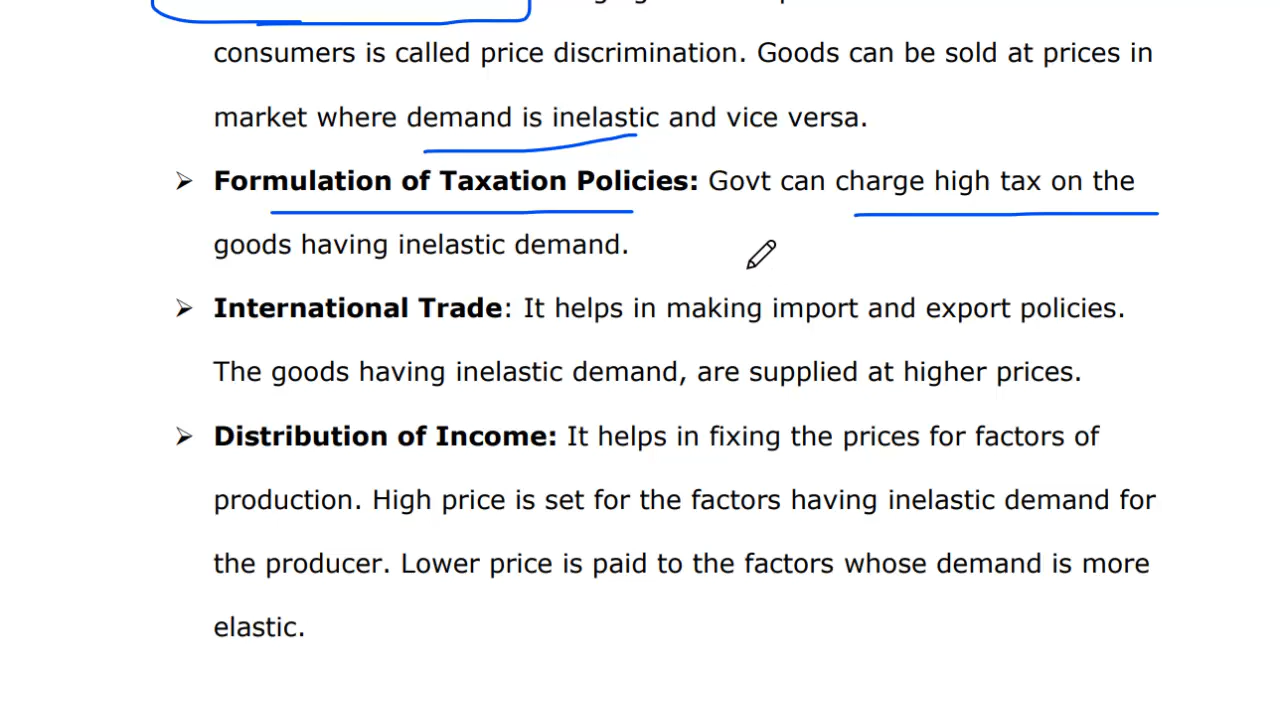 consumers is called price discrimination. Goods can be sold at prices in
market where demand is inelastic and vice versa.
➢ Formulation of Taxation Policies: Govt can charge high tax on the
goods having inelastic demand.
➢ International Trade: It helps in making import and export policies.
The goods having inelastic demand, are supplied at higher prices.
➢ Distribution of Income: It helps in fixing the prices for factors of
production. High price is set for the factors having inelastic demand for
the producer. Lower price is paid to the factors whose demand is more
elastic.